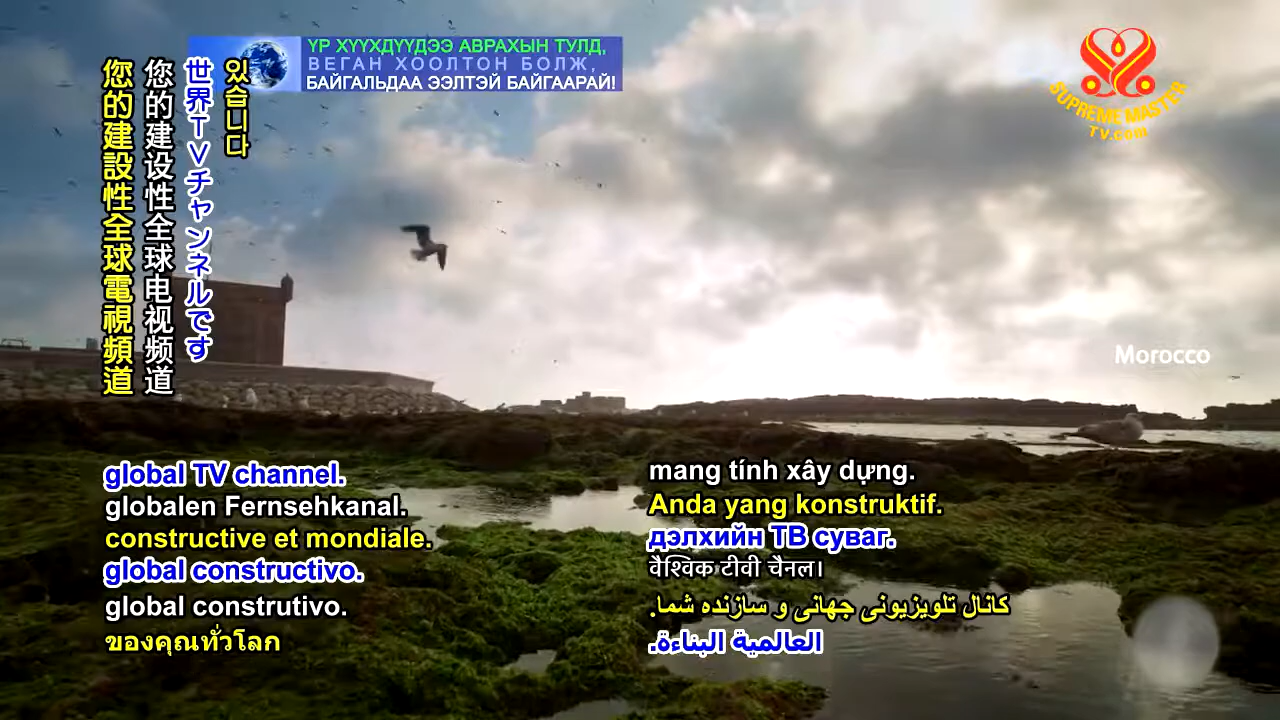 ҮР ХҮҮХДҮҮДЭЭ АВРАХЫН ТУЛД,
ВЕГАН ХООЛТОН БОЛЖ,
БАЙГАЛЬДАА ЭЭЛТЭЙ БАЙГААРАЙ!
SUPREME MASTER
TV.com
있습니다
世界TVチャンネルです
您的建设性全球电视频道
您的建設性全球電視頻道
Morocco
global TV channel.
globalen Fernsehkanal.
constructive et mondiale.
global constructivo.
global construtivo.
ของคุณทั่วโลก
mang tính xây dựng.
Anda yang konstruktif.
дэлхийн ТВ суваг.
वैश्विक टीवी चैनल।
کانال تلویزیونی جهانی و سازنده شما.
العالمية البناءة.